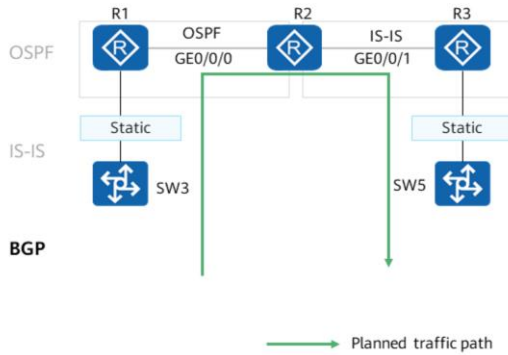 R1
R2
R3
OSPF
OSPF
IS-IS
GE0/0/0
GE0/0/1
Static
Static
IS-IS
SW3
SW5
BGP
Planned traffic path